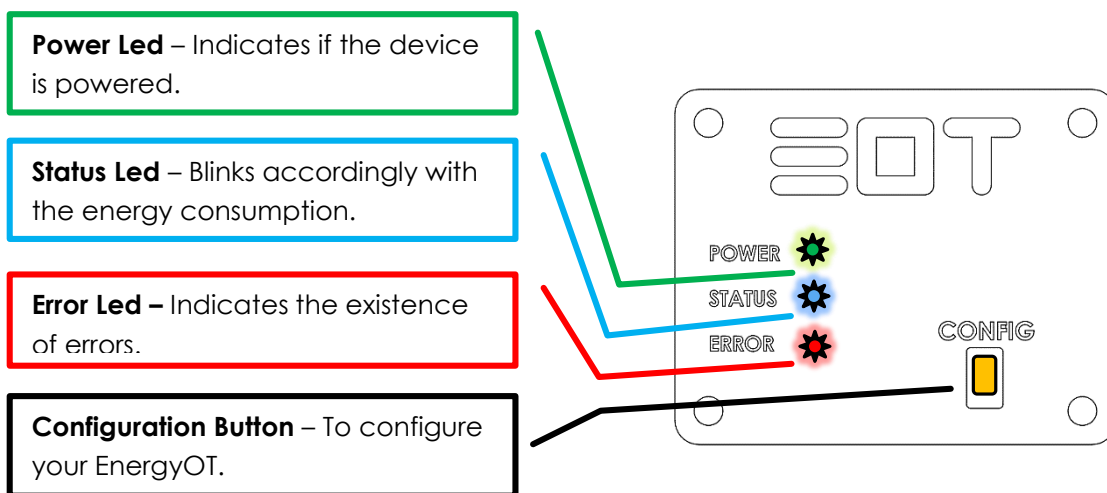 Power Led – Indicates if the device
is powered.
Status Led – Blinks accordingly with
the energy consumption.
Error Led – Indicates the existence
of errors.
Configuration Button – To configure
your EnergyOT.
EOT
POWER
STATUS
ERROR
CONFIG